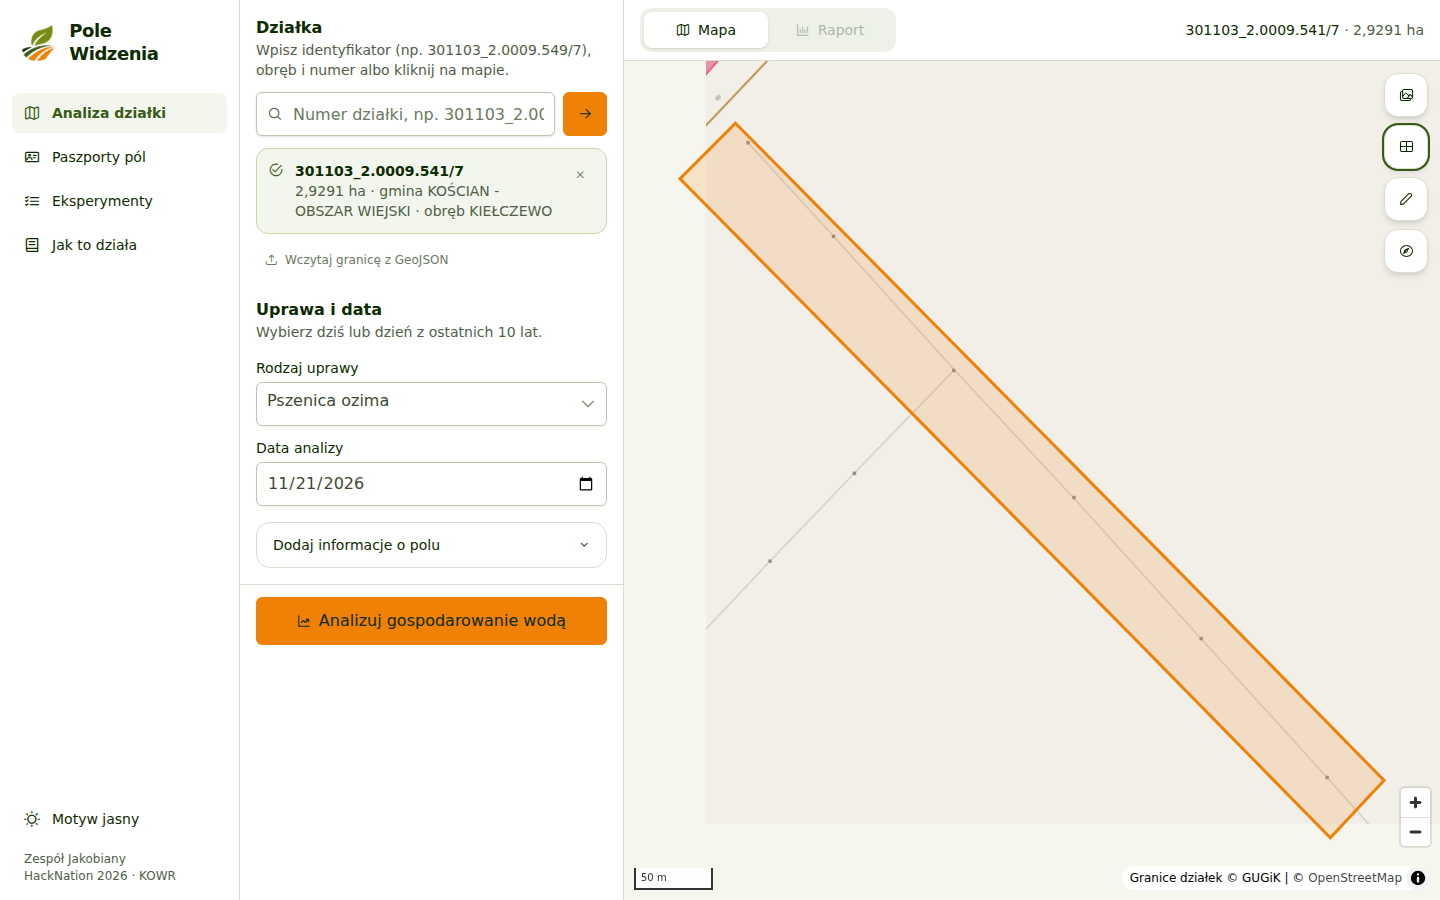 Pole
Widzenia
Analiza działki
Paszporty pól
Eksperymenty
Jak to działa
Motyw jasny
Zespół Jakobiany
HackNation 2026 · KOWR
Działka
Wpisz identyfikator (np. 301103_2.0009.549/7),
obręb i numer albo kliknij na mapie.
Numer działki, np. 301103_2.00
301103_2.0009.541/7
2,9291 ha · gmina KOŚCIAN -
OBSZAR WIEJSKI · obręb KIEŁCZEWO
Wczytaj granicę z GeoJSON
Uprawa i data
Wybierz dziś lub dzień z ostatnich 10 lat.
Rodzaj uprawy
Pszenica ozima
Data analizy
11/21/2026
Dodaj informacje o polu
Analizuj gospodarowanie wodą
Mapa
Raport
301103_2.0009.541/7 · 2,9291 ha
50 m
Granice działek © GUGiK | © OpenStreetMap